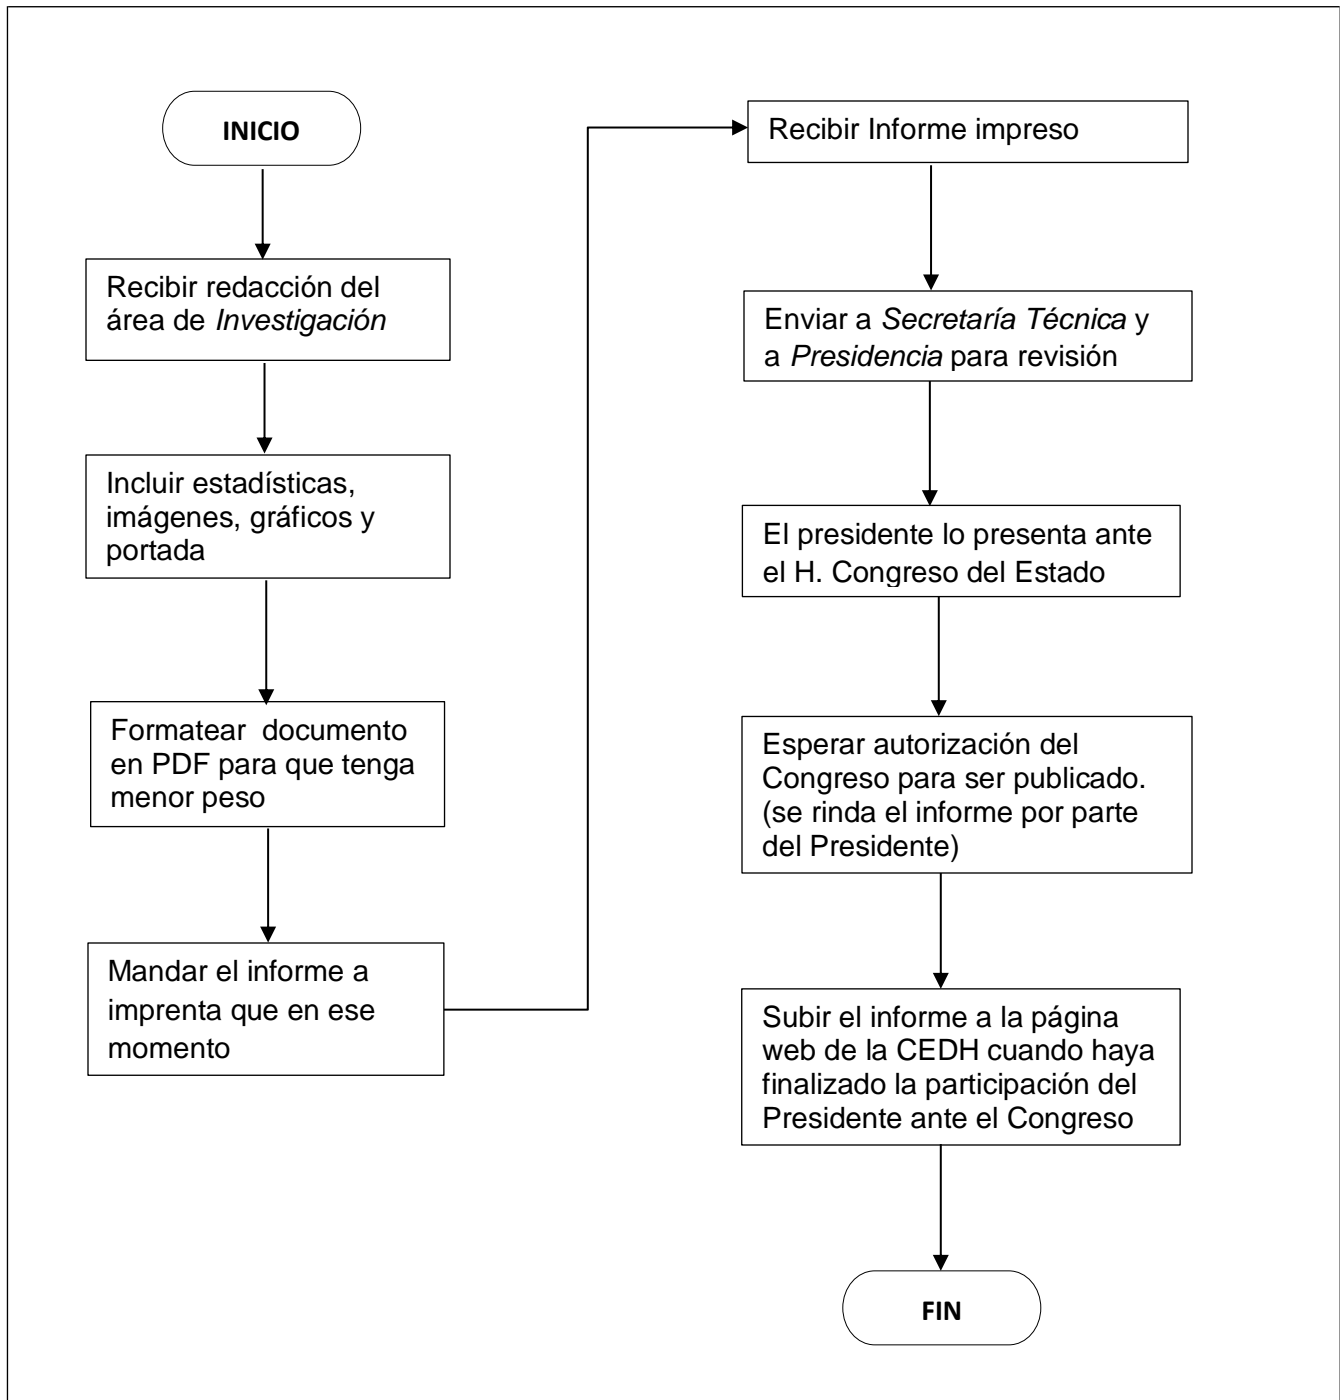 INICIO
Recibir redacción del
área de Investigación
Incluir estadísticas,
imágenes, gráficos y
portada
Formatear  documento
en PDF para que tenga
menor peso
Mandar el informe a
imprenta que en ese
momento
Recibir Informe impreso
Enviar a Secretaría Técnica y
a Presidencia para revisión
El presidente lo presenta ante
el H. Congreso del Estado
Esperar autorización del
Congreso para ser publicado.
(se rinda el informe por parte
del Presidente)
Subir el informe a la página
web de la CEDH cuando haya
finalizado la participación del
Presidente ante el Congreso
FIN